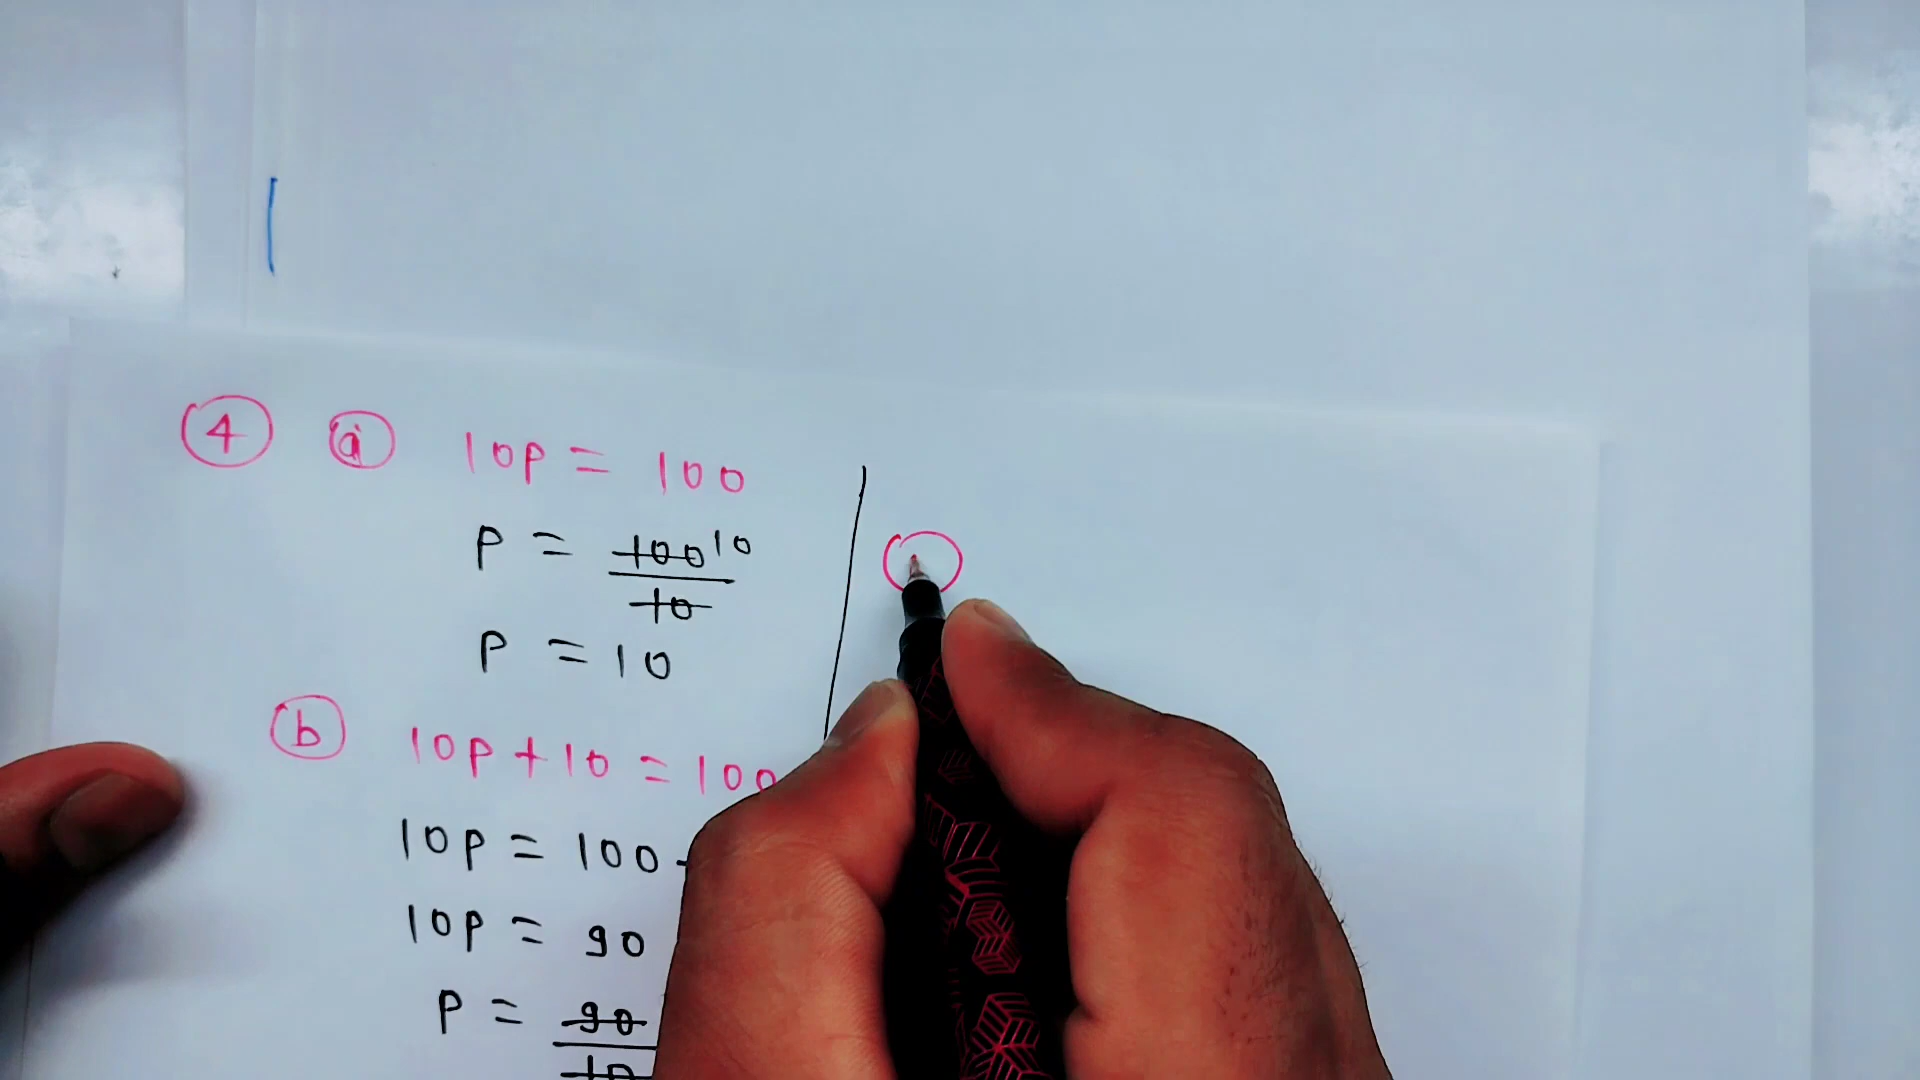 4 a 10p = 100
p = 100 10
10
p = 10
b 10p + 10 = 100
10p = 100 -
10p = 90
p = 90
10